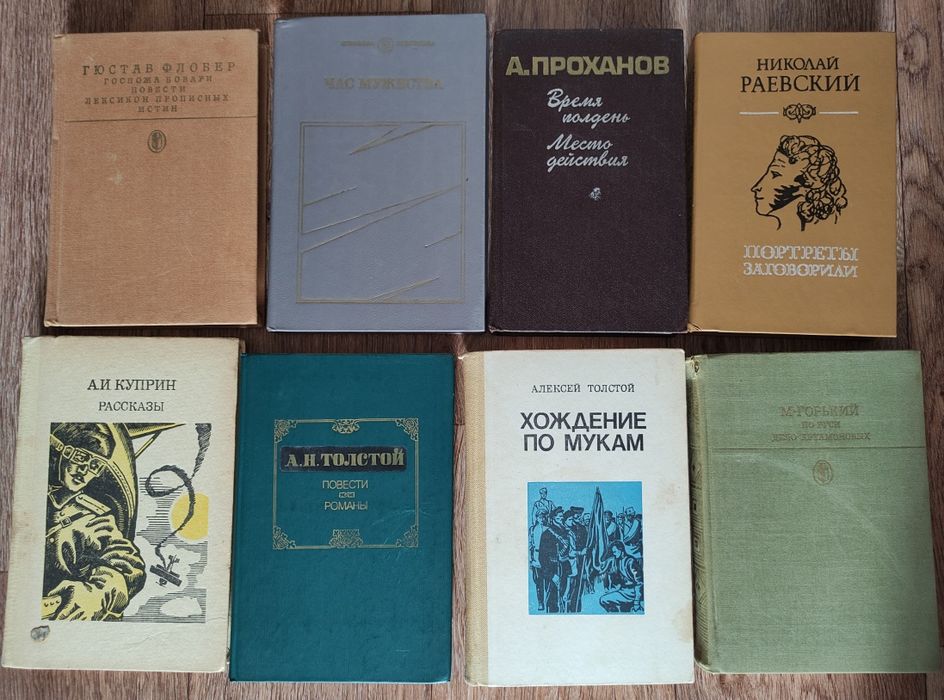 ГЮСТАВ ФЛОБЕР
ГОСПОЖА БОВАРИ
ПОВЕСТИ
ЛЕКСИКОН ПРОПИСНЫХ
ИСТИН
ЧАС МУЖЕСТВА
А.ПРОХАНОВ
Время
полдень
Место
действия
НИКОЛАЙ
РАЕВСКИЙ
ПОРТРЕТЫ
ЗАГОВОРИЛИ
А.И КУПРИН
РАССКАЗЫ
А.Н.ТОЛСТОЙ
ПОВЕСТИ
РОМАНЫ
АЛЕКСЕЙ ТОЛСТОЙ
ХОЖДЕНИЕ
ПО МУКАМ
М·ГОРЬКИЙ
ПО РУСИ
ДЕЛО АРТАМОНОВЫХ